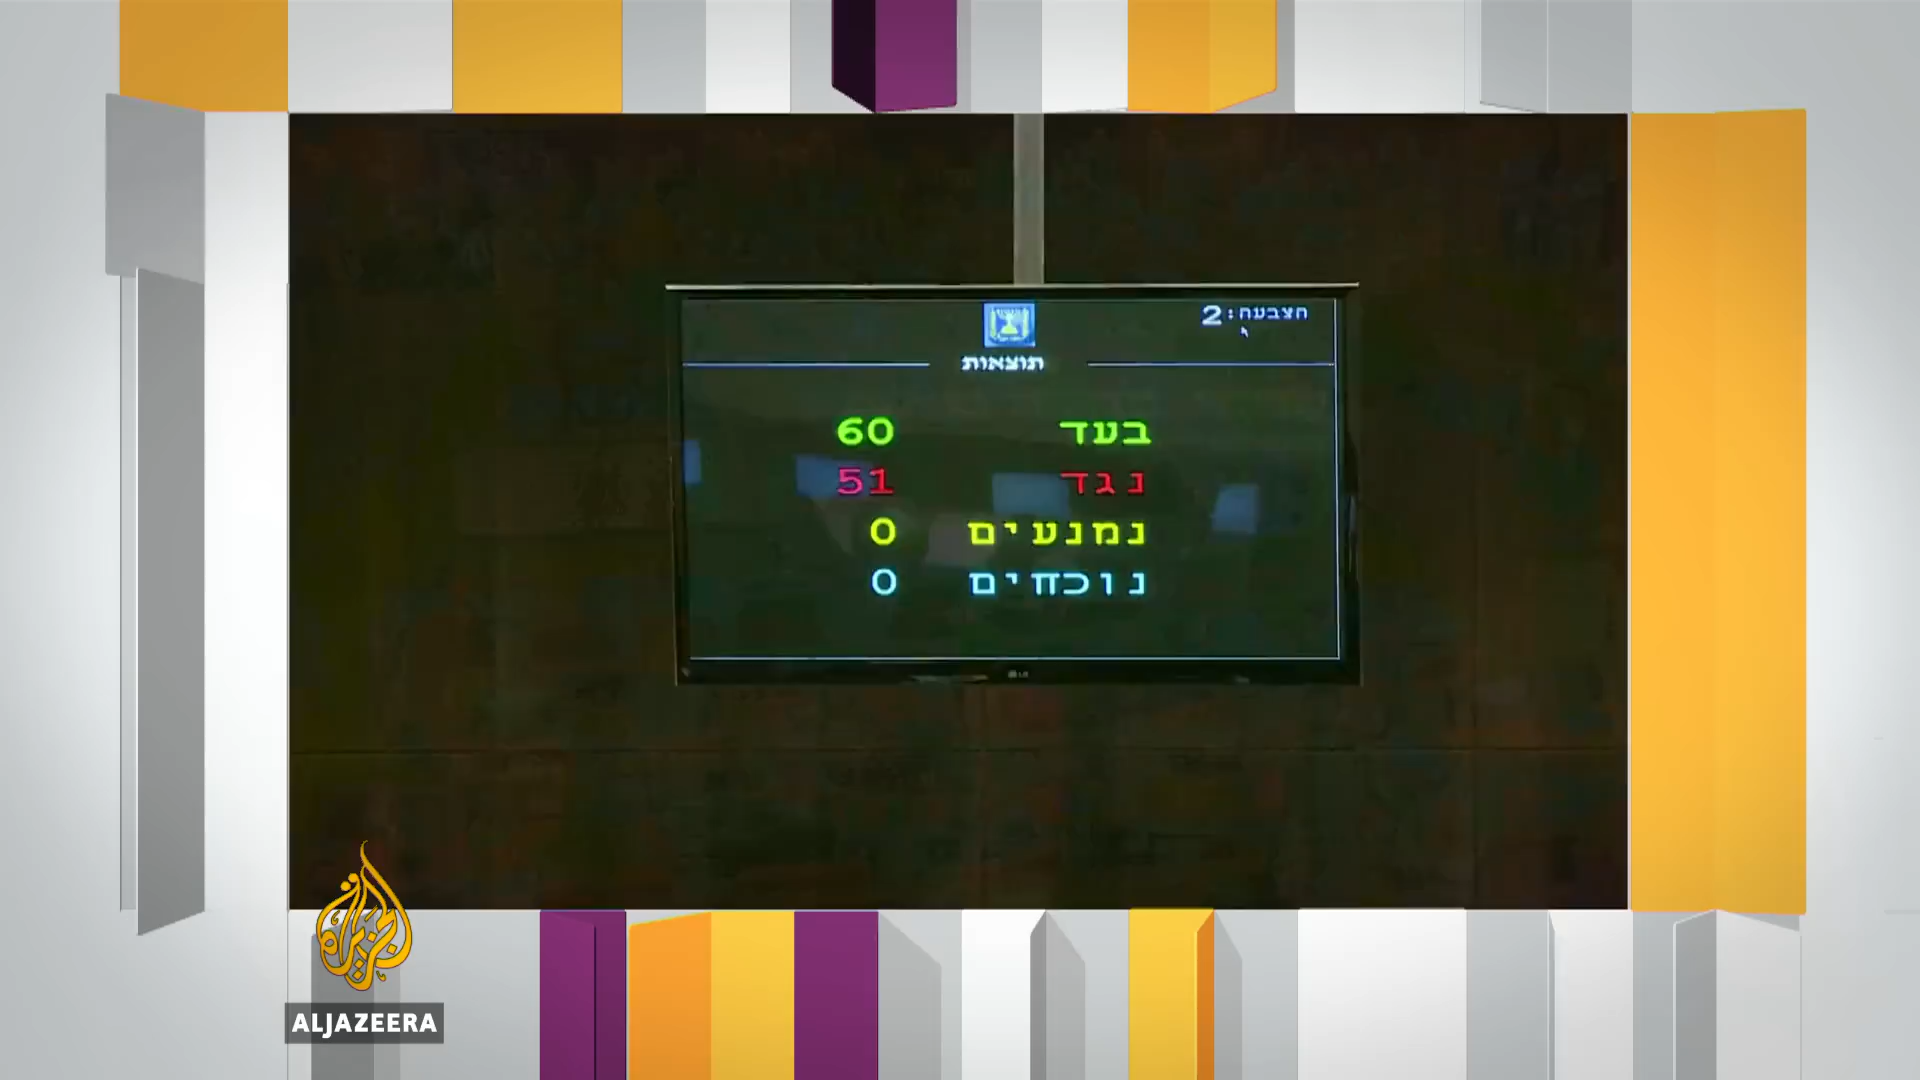 הצבעה: 2
תוצאות
בעד 60
נגד 51
נמנעים 0
נוכחים 0
الجزيرة
ALJAZEERA